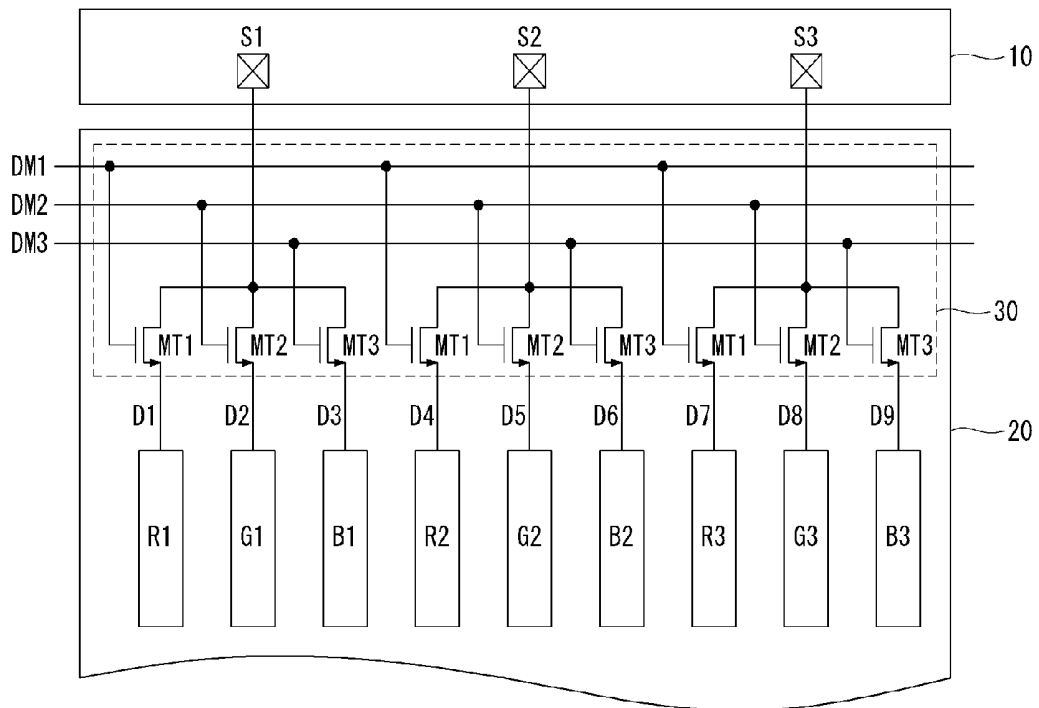 S1 S2 S3
10
DM1
DM2
DM3
30
MT1 MT2 MT3 MT1 MT2 MT3 MT1 MT2 MT3
D1 D2 D3 D4 D5 D6 D7 D8 D9
20
R1 G1 B1 R2 G2 B2 R3 G3 B3